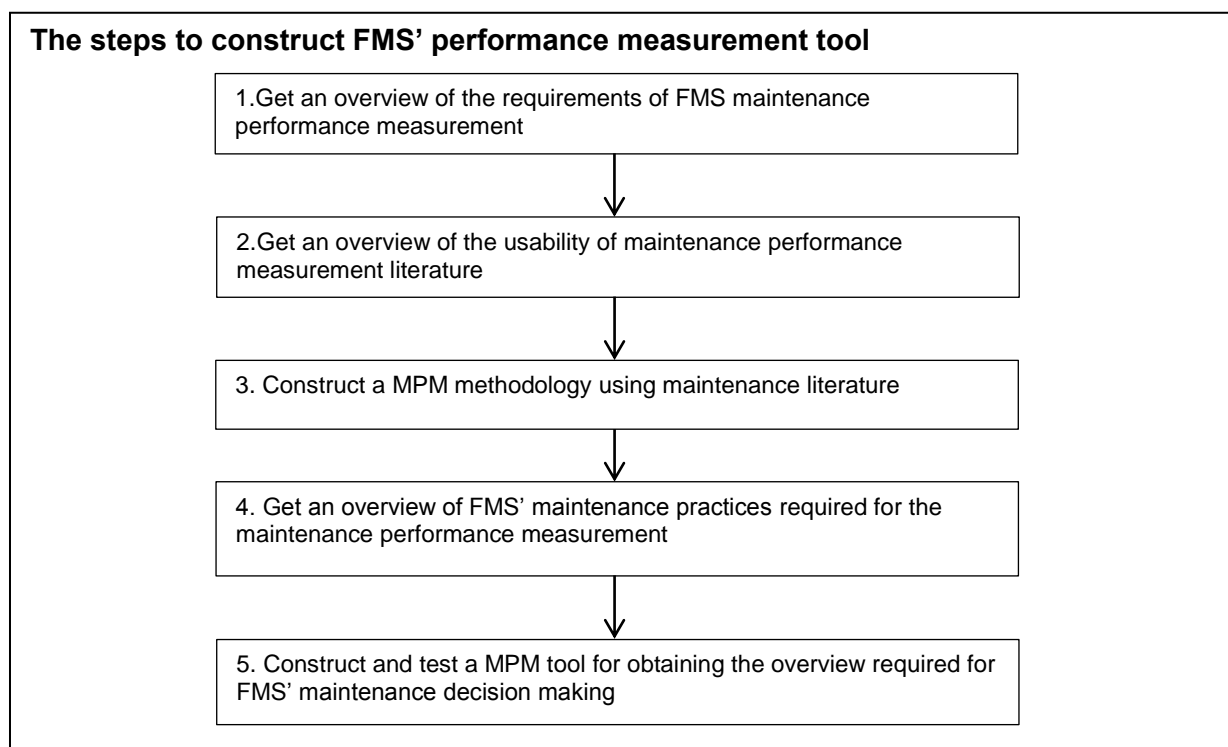 The steps to construct FMS’ performance measurement tool
1.Get an overview of the requirements of FMS maintenance
performance measurement
2.Get an overview of the usability of maintenance performance
measurement literature
3. Construct a MPM methodology using maintenance literature
4. Get an overview of FMS’ maintenance practices required for the
maintenance performance measurement
5. Construct and test a MPM tool for obtaining the overview required for
FMS’ maintenance decision making